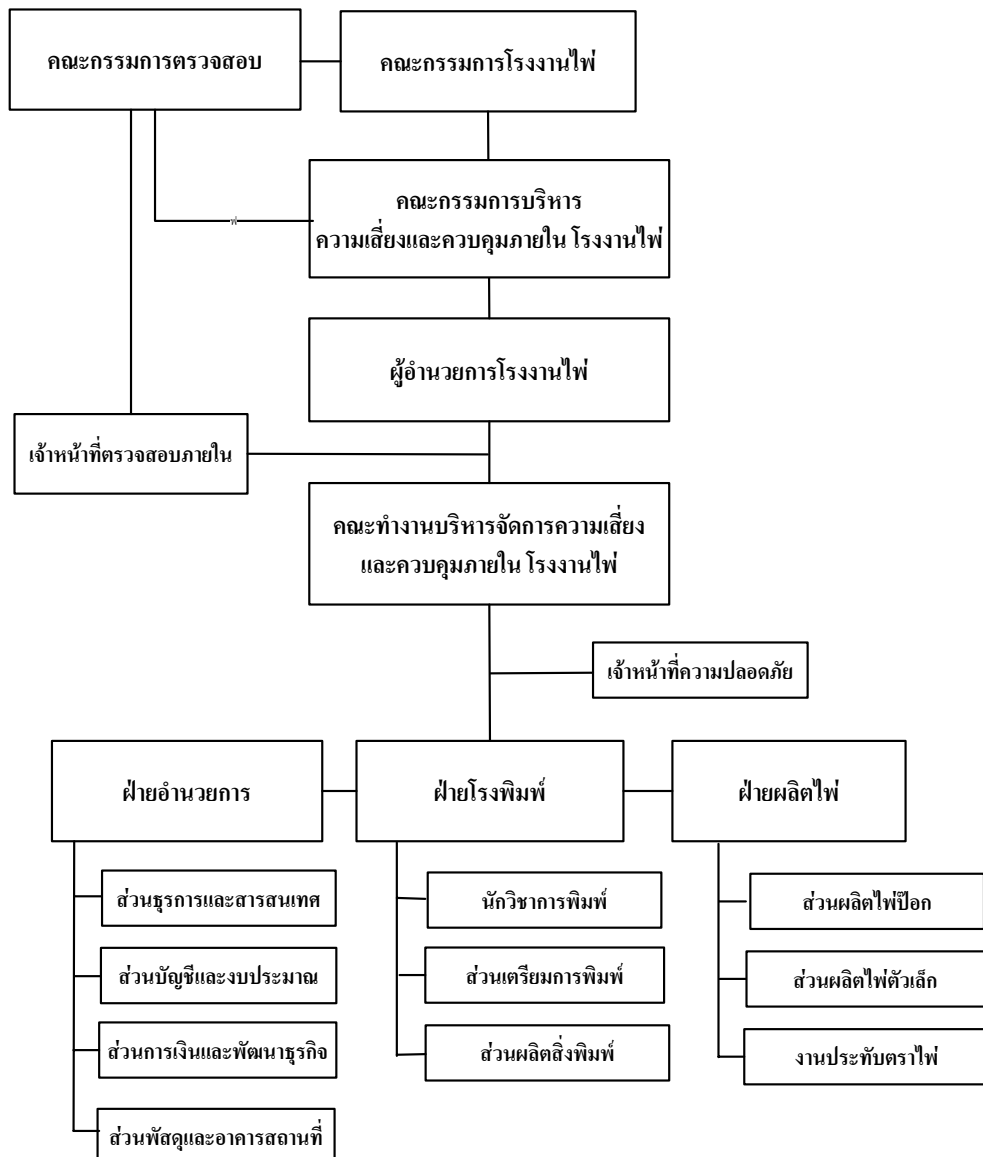 คณะกรรมการตรวจสอบ
คณะกรรมการโรงงานไพ่
คณะกรรมการบริหาร
ความเสี่ยงและควบคุมภายใน โรงงานไพ่
ฟ
ผู้อำนวยการโรงงานไพ่
เจ้าหน้าที่ตรวจสอบภายใน
คณะทำงานบริหารจัดการความเสี่ยง
และควบคุมภายใน โรงงานไพ่
เจ้าหน้าที่ความปลอดภัย
ฝ่ายอำนวยการ
ฝ่ายโรงพิมพ์
ฝ่ายผลิตไพ่
ส่วนธุรการและสารสนเทศ
ส่วนบัญชีและงบประมาณ
ส่วนการเงินและพัฒนาธุรกิจ
ส่วนพัสดุและอาคารสถานที่
นักวิชาการพิมพ์
ส่วนเตรียมการพิมพ์
ส่วนผลิตสิ่งพิมพ์
ส่วนผลิตไพ่ป๊อก
ส่วนผลิตไพ่ตัวเล็ก
งานประทับตราไพ่